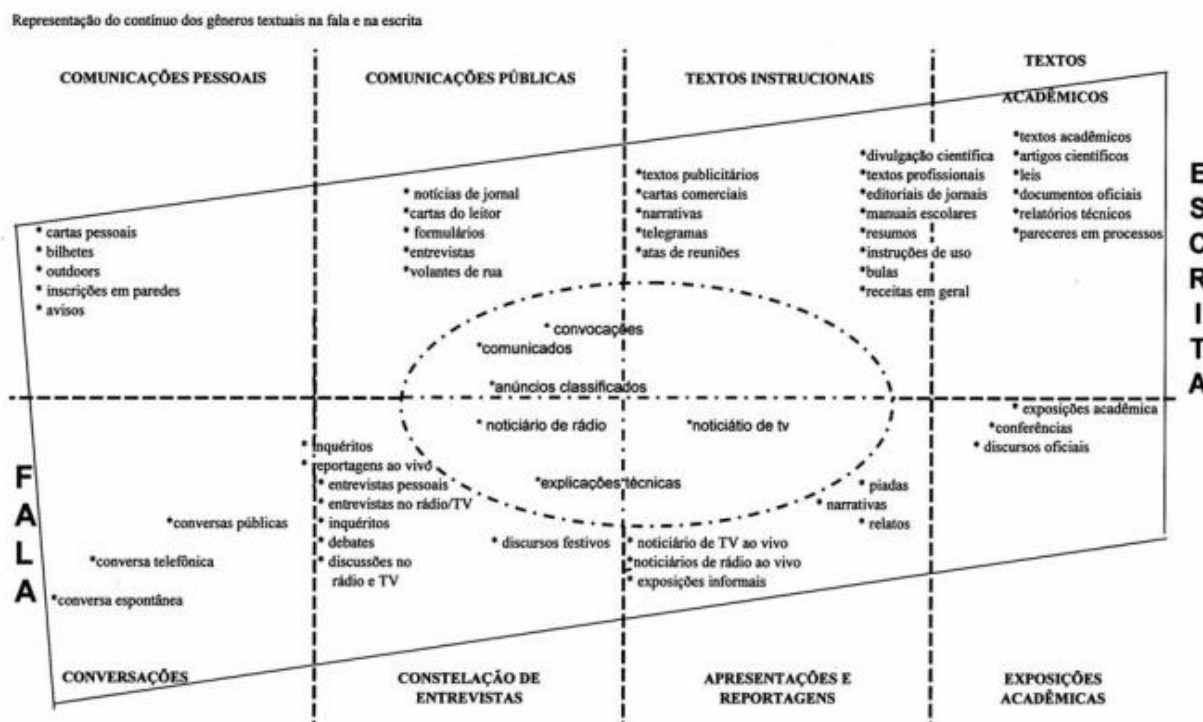 Representação do contínuo dos gêneros textuais na fala e na escrita
COMUNICAÇÕES PESSOAIS
COMUNICAÇÕES PÚBLICAS
TEXTOS INSTRUCIONAIS
TEXTOS
ACADÊMICOS
* cartas pessoais
* bilhetes
* outdoors
* inscrições em paredes
* avisos
* notícias de jornal
*cartas do leitor
* formulários
*entrevistas
*volantes de rua
*textos publicitários
*cartas comerciais
*narrativas
*telegramas
*atas de reuniões
*divulgação científica
*textos profissionais
*editoriais de jornais
*manuais escolares
*resumos
*instruções de uso
*bulas
*receitas em geral
*textos acadêmicos
*artigos científicos
*leis
*documentos oficiais
*relatórios técnicos
*pareceres em processos
ESCRITA
* convocações
*comunicados
*anúncios classificados
* noticiário de rádio
*noticiátio de tv
*explicações técnicas
* exposições acadêmica
*conferências
* discursos oficiais
FALA
* inquéritos
* reportagens ao vivo
* entrevistas pessoais
* entrevistas no rádio/TV
* inquéritos
* debates
* discussões no
rádio e TV
*conversas públicas
*conversa telefônica
*conversa espontânea
* discursos festivos
* piadas
* narrativas
* relatos
* noticiário de TV ao vivo
*noticiários de rádio ao vivo
* exposições informais
CONVERSAÇÕES
CONSTELAÇÃO DE
ENTREVISTAS
APRESENTAÇÕES E
REPORTAGENS
EXPOSIÇÕES
ACADÊMICAS